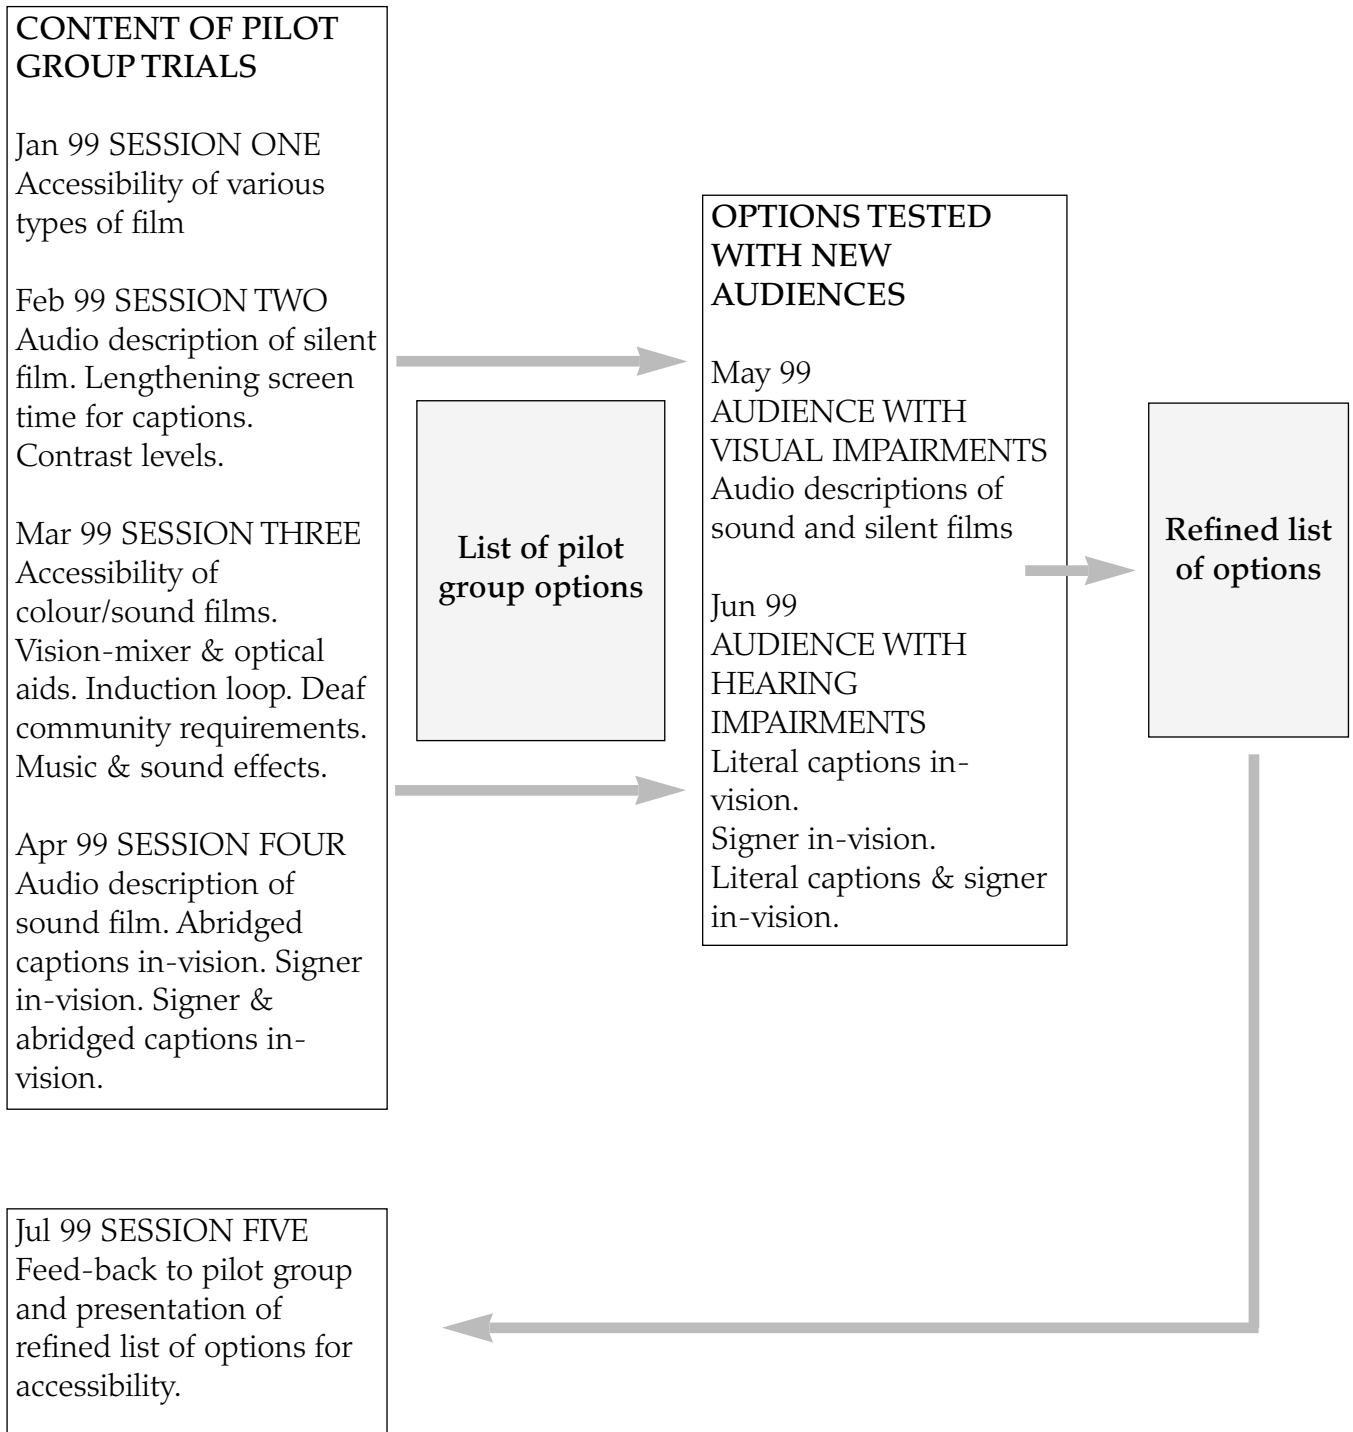 CONTENT OF PILOT
GROUP TRIALS
Jan 99 SESSION ONE
Accessibility of various
types of film
Feb 99 SESSION TWO
Audio description of silent
film. Lengthening screen
time for captions.
Contrast levels.
Mar 99 SESSION THREE
Accessibility of
colour/sound films.
Vision-mixer & optical
aids. Induction loop. Deaf
community requirements.
Music & sound effects.
Apr 99 SESSION FOUR
Audio description of
sound film. Abridged
captions in-vision. Signer
in-vision. Signer &
abridged captions in-
vision.
List of pilot
group options
OPTIONS TESTED
WITH NEW
AUDIENCES
May 99
AUDIENCE WITH
VISUAL IMPAIRMENTS
Audio descriptions of
sound and silent films
Jun 99
AUDIENCE WITH
HEARING
IMPAIRMENTS
Literal captions in-
vision.
Signer in-vision.
Literal captions & signer
in-vision.
Refined list
of options
Jul 99 SESSION FIVE
Feed-back to pilot group
and presentation of
refined list of options for
accessibility.